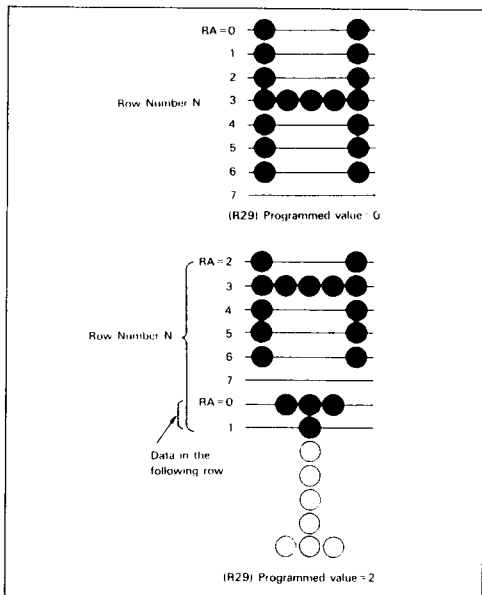 RA=0
1
2
Row Number N
3
4
5
6
7
(R29) Programmed value=0
RA=2
3
4
Row Number N
5
6
7
RA=0
1
Data in the
following row
(R29) Programmed value=2